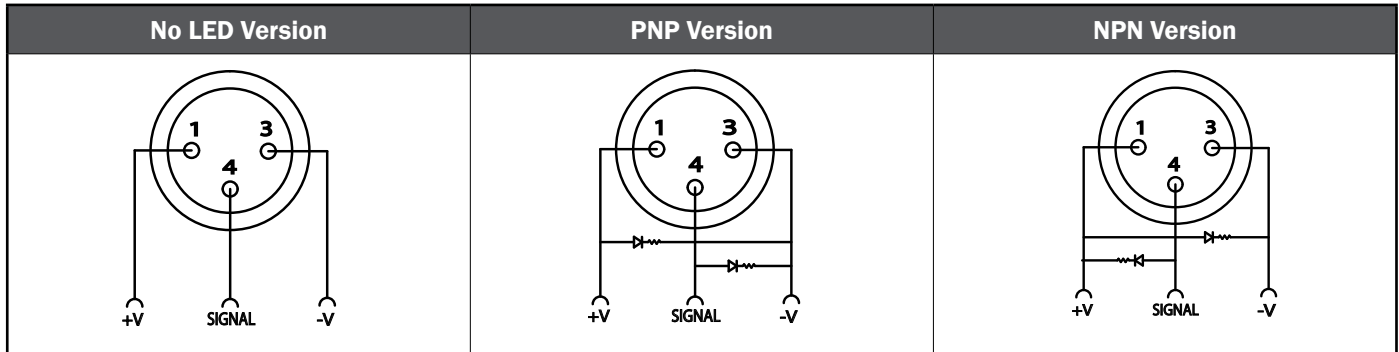 No LED Version
PNP Version
NPN Version
1 3
4
+V SIGNAL -V
1 3
4
+V SIGNAL -V
1 3
4
+V SIGNAL -V